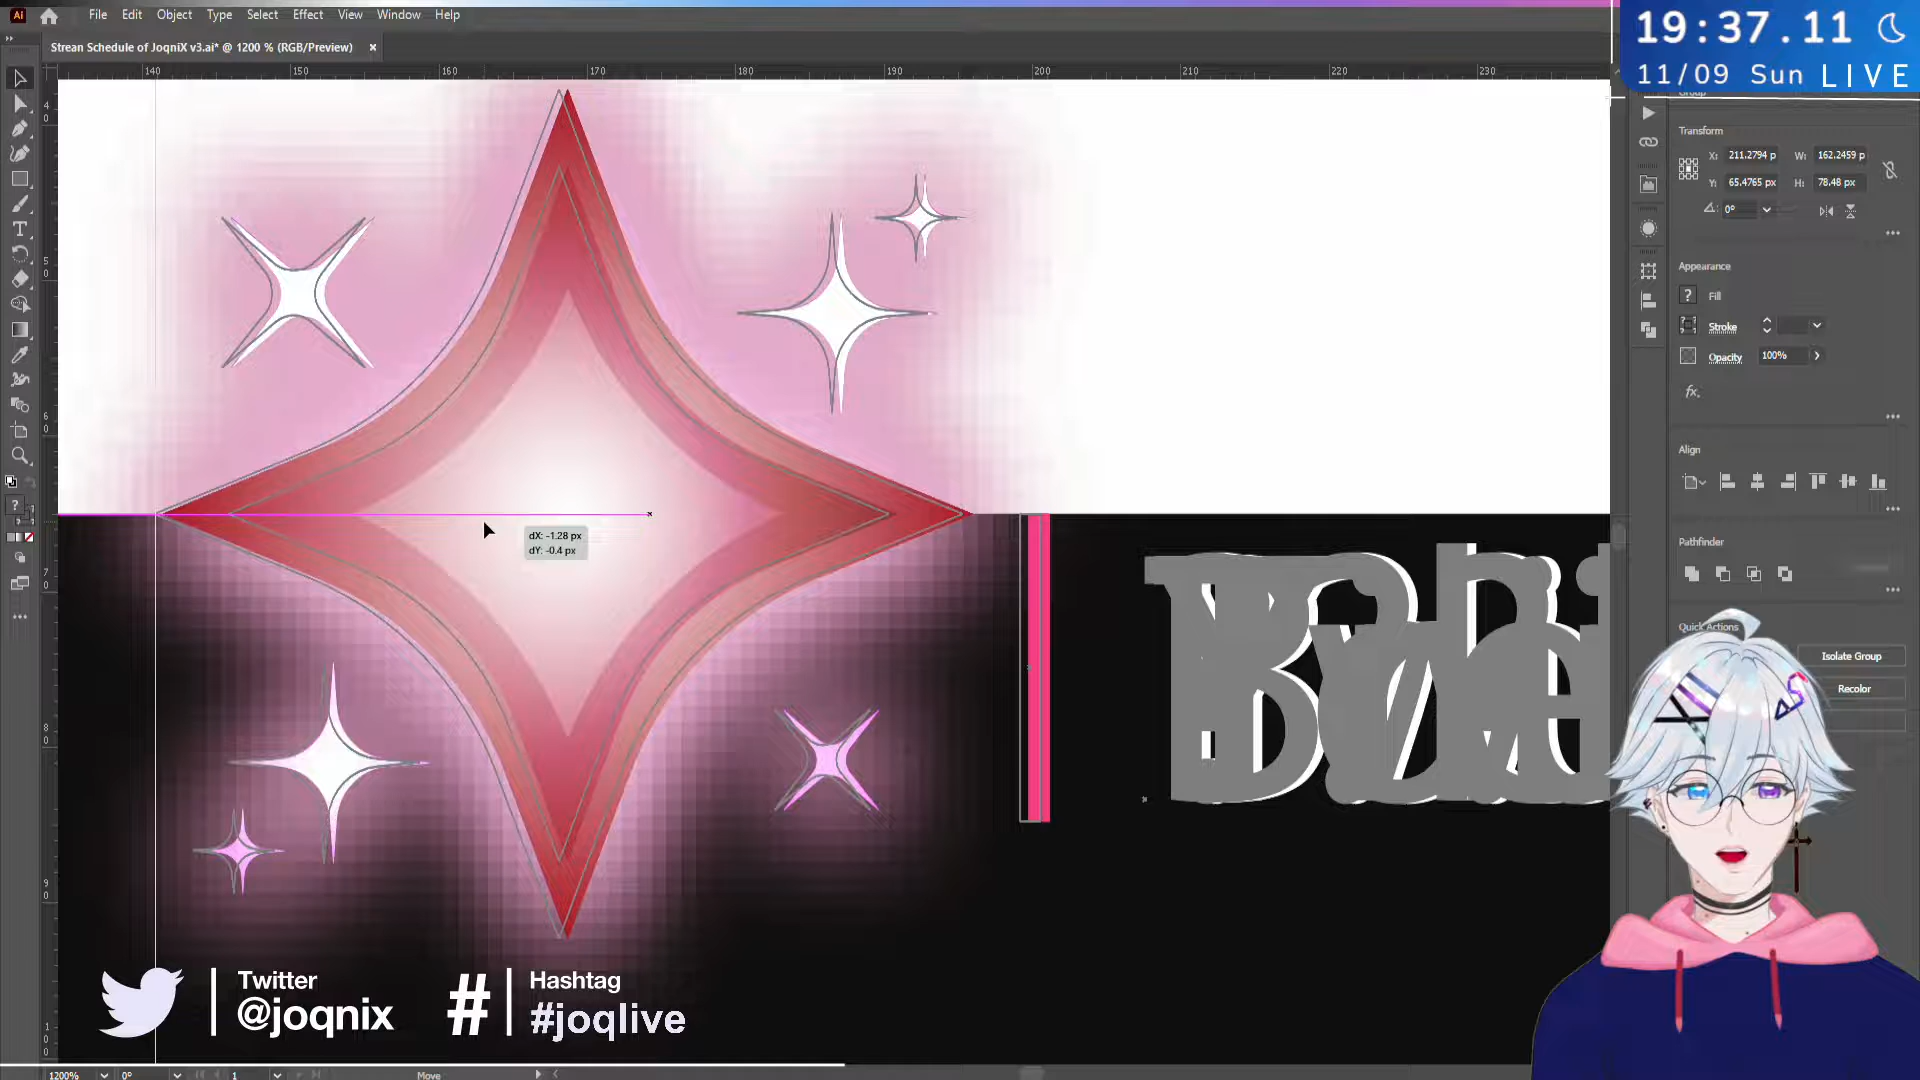 Ai
File Edit Object Type Select Effect View Window Help
19:37.11
11/09 Sun LIVE
Strean Schedule of JoqniX v3.ai* @ 1200 % (RGB/Preview) ×
140 150 160 170 180 190 200 210 220 230
Group
Transform
X: 211.2794 p W: 162.2459 p
Y: 65.4765 px H: 78.48 px
0°
Appearance
? Fill
Stroke
Opacity 100%
fx.
Align
Pathfinder
Quick Actions
Isolate Group
Recolor
dX: -1.28 px
dY: -0.4 px
Twitter
@joqnix
# Hashtag
#joqlive
1200% 0° 1 Move